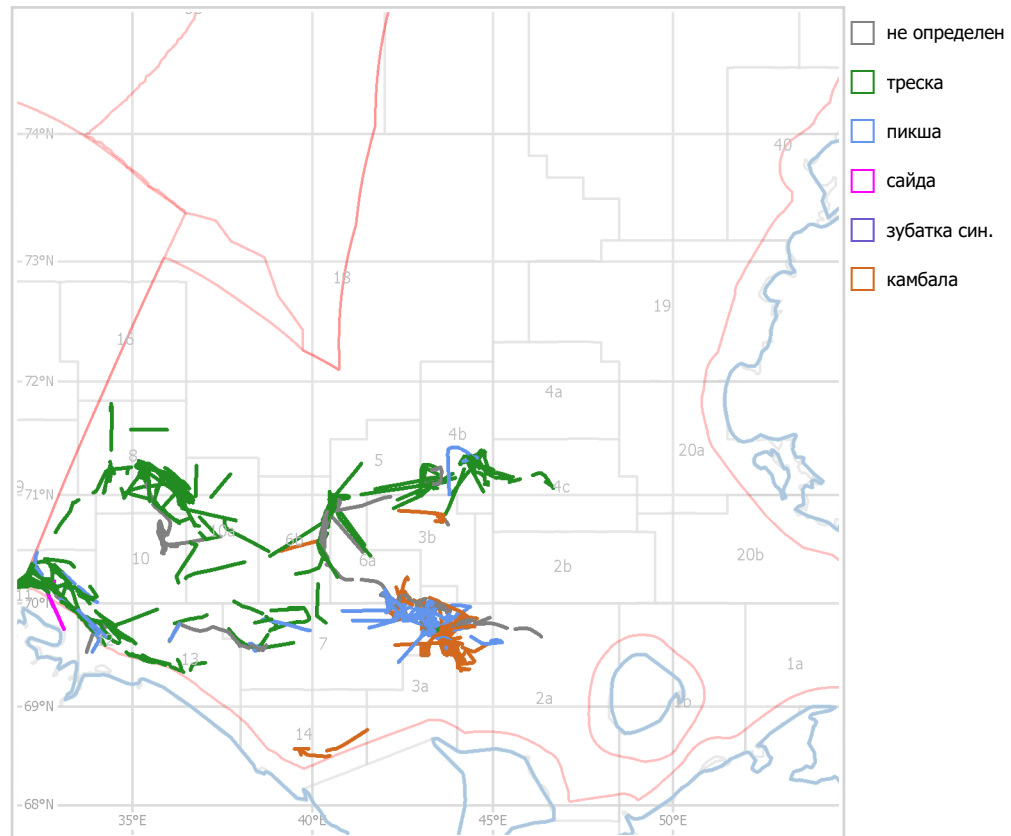 не определен
треска
пикша
сайда
зубатка син.
камбала
74°N
40
73°N
18
19
16
72°N
4a
4b
20a
8
5
4c
71°N
10a
6b
3b
10
6a
2b
20b
11
70°N
7
13
3a
2a
1a
1b
69°N
14
68°N
35°E
40°E
45°E
50°E